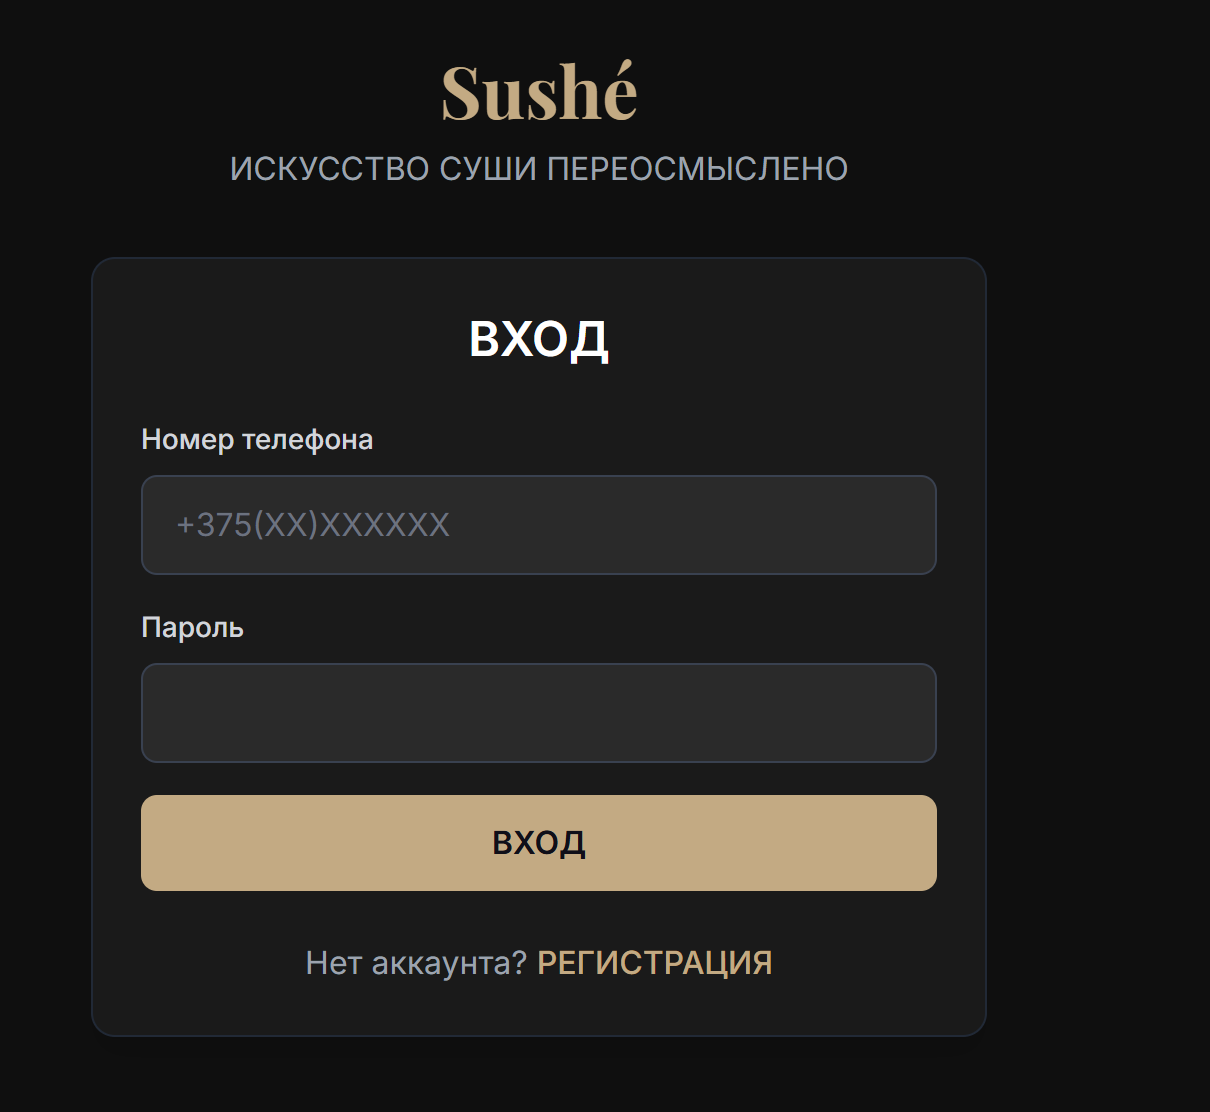 Sushé
ИСКУССТВО СУШИ ПЕРЕОСМЫСЛЕНО
ВХОД
Номер телефона
+375(XX)XXXXXX
Пароль
ВХОД
Нет аккаунта? РЕГИСТРАЦИЯ